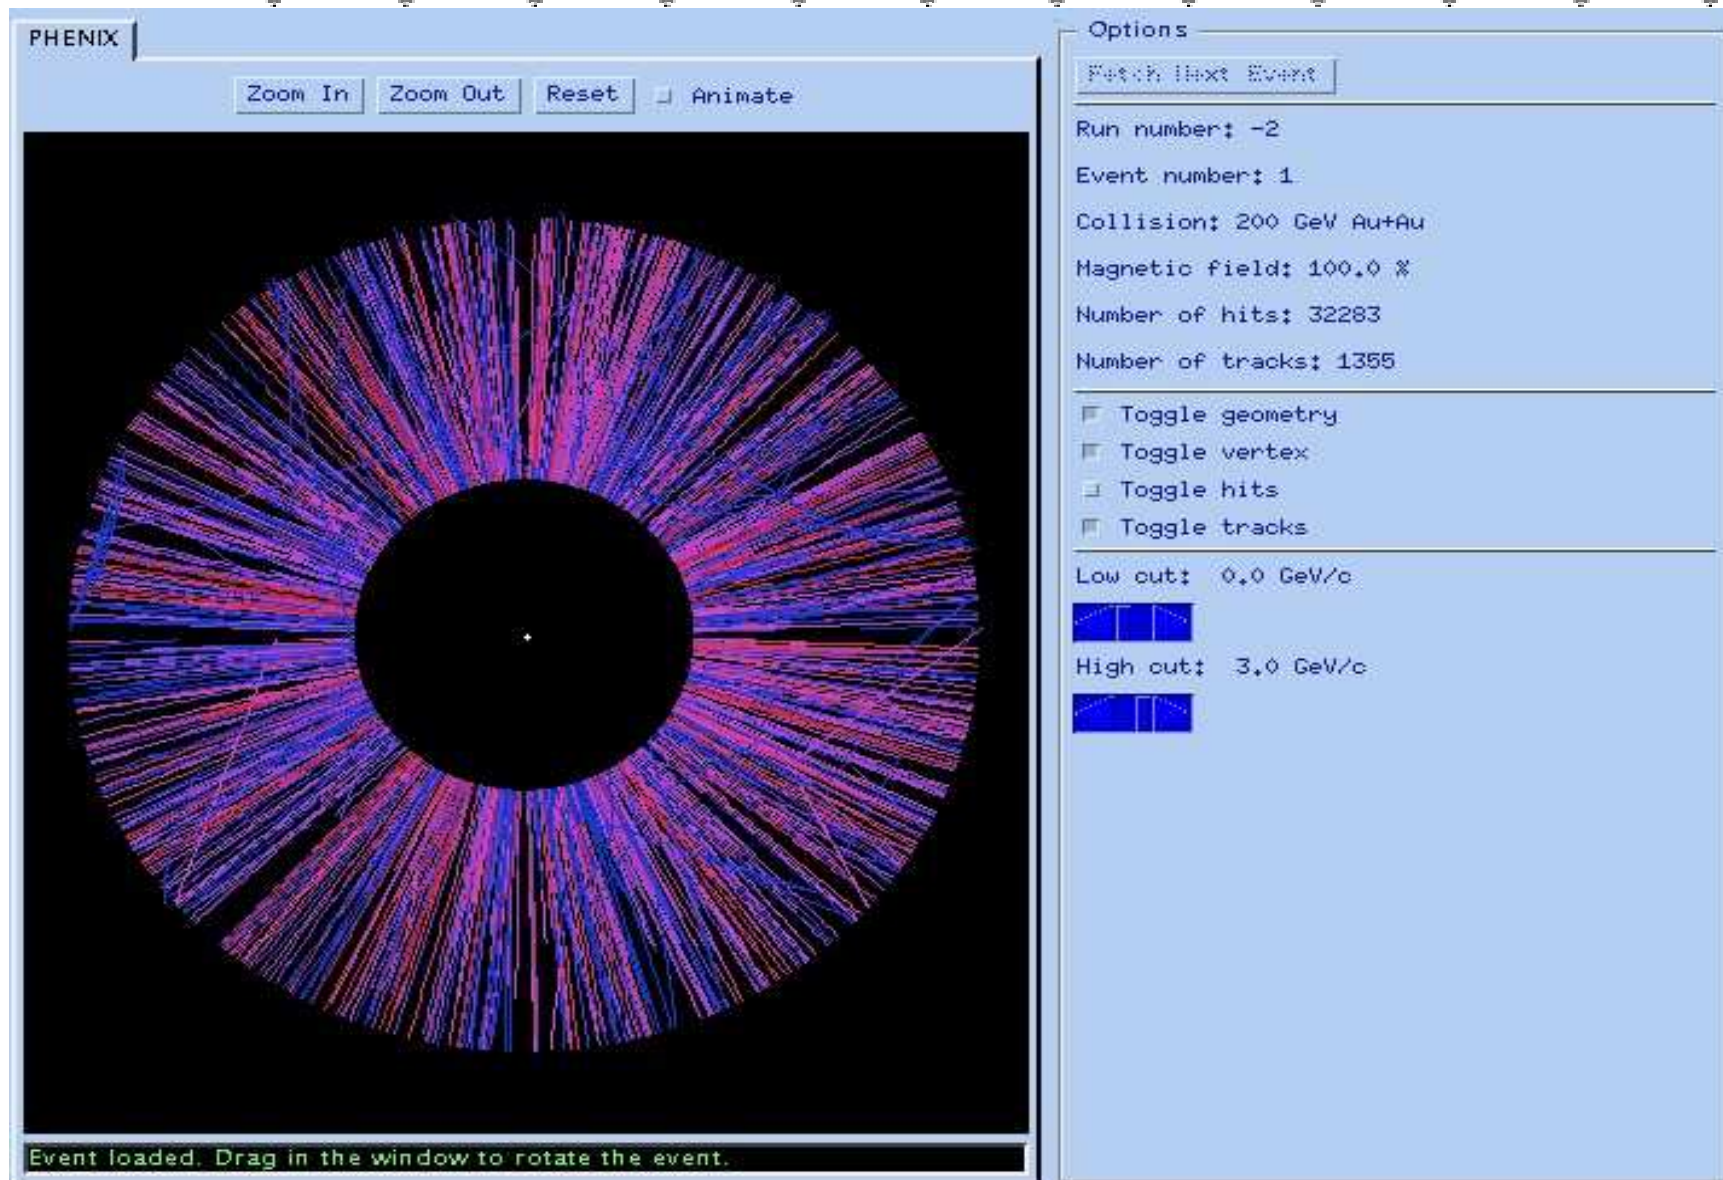 PHENIX
Zoom In
Zoom Out
Reset
Animate
Event loaded. Drag in the window to rotate the event.
Options
Fetch Next Event
Run number: -2
Event number: 1
Collision: 200 GeV Au+Au
Magnetic field: 100.0 %
Number of hits: 32283
Number of tracks: 1355
Toggle geometry
Toggle vertex
Toggle hits
Toggle tracks
Low cut: 0.0 GeV/c
High cut: 3.0 GeV/c